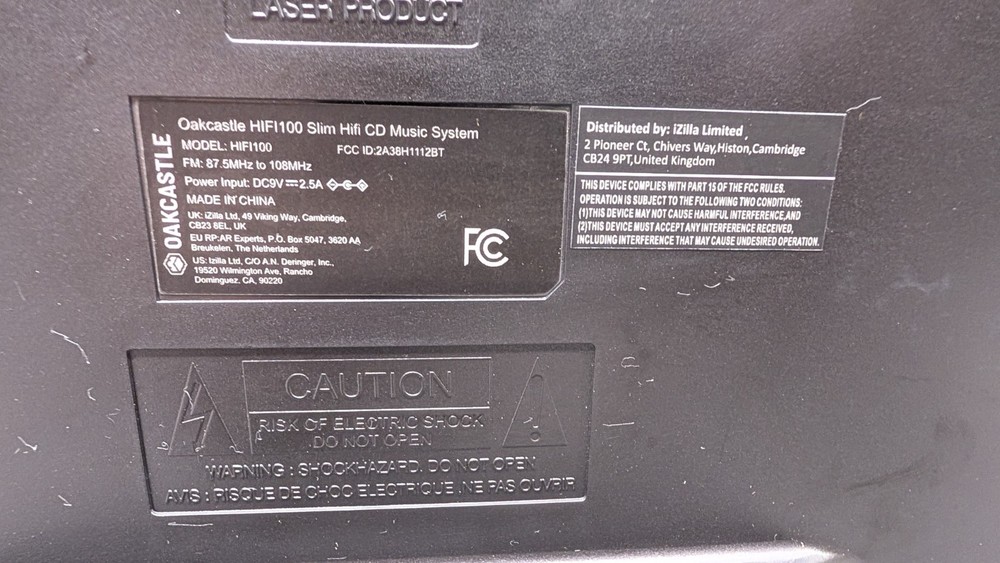 LASER PRODUCT
OAKCASTLE
Oakcastle HIFI100 Slim Hifi CD Music System
MODEL: HIFI100 FCC ID:2A38H1112BT
FM: 87.5MHz to 108MHz
Power Input: DC9V 2.5A
MADE IN CHINA
UK: iZilla Ltd, 49 Viking Way, Cambridge,
CB23 8EL, UK
EU RP:AR Experts, P.O. Box 5047, 3620 AA
Breukelen, The Netherlands
US: Izilla Ltd, C/O A.N. Deringer, Inc.,
19520 Wilmington Ave, Rancho
Dominguez, CA, 90220
FC
Distributed by: iZilla Limited
2 Pioneer Ct, Chivers Way,Histon,Cambridge
CB24 9PT,United Kingdom
THIS DEVICE COMPLIES WITH PART 15 OF THE FCC RULES.
OPERATION IS SUBJECT TO THE FOLLOWING TWO CONDITIONS:
(1)THIS DEVICE MAY NOT CAUSE HARMFUL INTERFERENCE,AND
(2)THIS DEVICE MUST ACCEPT ANY INTERFERENCE RECEIVED,
INCLUDING INTERFERENCE THAT MAY CAUSE UNDESIRED OPERATION.
CAUTION
RISK OF ELECTRIC SHOCK
DO NOT OPEN
WARNING : SHOCKHAZARD. DO NOT OPEN
AVIS : RISQUE DE CHOC ELECTRIQUE .NE PAS OUVRIR